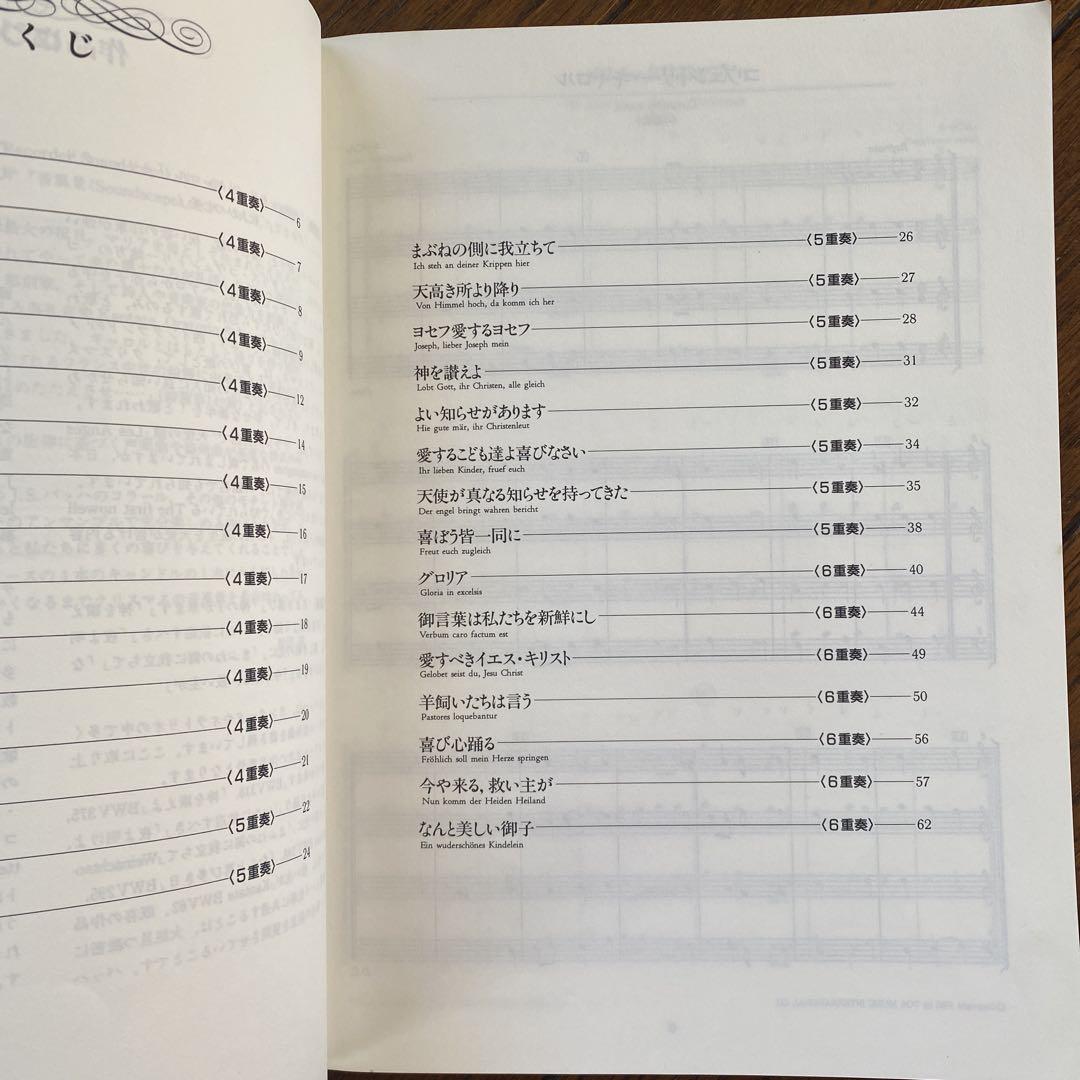 くじ
〈4重奏〉 6
〈4重奏〉 7
〈4重奏〉 8
〈4重奏〉 9
〈4重奏〉 12
〈4重奏〉 14
〈4重奏〉 15
〈4重奏〉 16
〈4重奏〉 17
〈4重奏〉 18
〈4重奏〉 19
〈4重奏〉 20
〈4重奏〉 21
〈5重奏〉 22
〈5重奏〉 24
まぶねの側に我立ちて 〈5重奏〉 26
Ich steh an deiner Krippen hier
天高き所より降り 〈5重奏〉 27
Von Himmel hoch, da komm ich her
ヨセフ愛するヨセフ 〈5重奏〉 28
Joseph, lieber Joseph mein
神を讃えよ 〈5重奏〉 31
Lobt Gott, ihr Christen, alle gleich
よい知らせがあります 〈5重奏〉 32
Hie gute mär, ihr Christenleut
愛するこども達よ喜びなさい 〈5重奏〉 34
Ihr lieben Kinder, fruef euch
天使が真なる知らせを持ってきた 〈5重奏〉 35
Der engel bringt wahren bericht
喜ぼう皆一同に 〈5重奏〉 38
Freut euch zugleich
グロリア 〈6重奏〉 40
Gloria in excelsis
御言葉は私たちを新鮮にし 〈6重奏〉 44
Verbum caro factum est
愛すべきイエス・キリスト 〈6重奏〉 49
Gelobet seist du, Jesu Christ
羊飼いたちは言う 〈6重奏〉 50
Pastores loquebantur
喜び心踊る 〈6重奏〉 56
Fröhlich soll mein Herze springen
今や来る，救い主が 〈6重奏〉 57
Nun komm der Heiden Heiland
なんと美しい御子 〈6重奏〉 62
Ein wuderschönes Kindelein